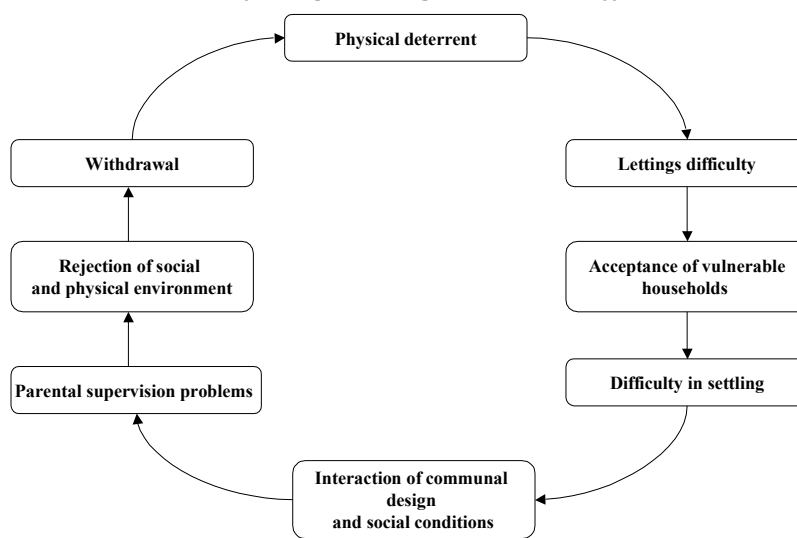 Physical deterrent
Withdrawal
Lettings difficulty
Rejection of social
and physical environment
Acceptance of vulnerable
households
Parental supervision problems
Difficulty in settling
Interaction of communal
design
and social conditions